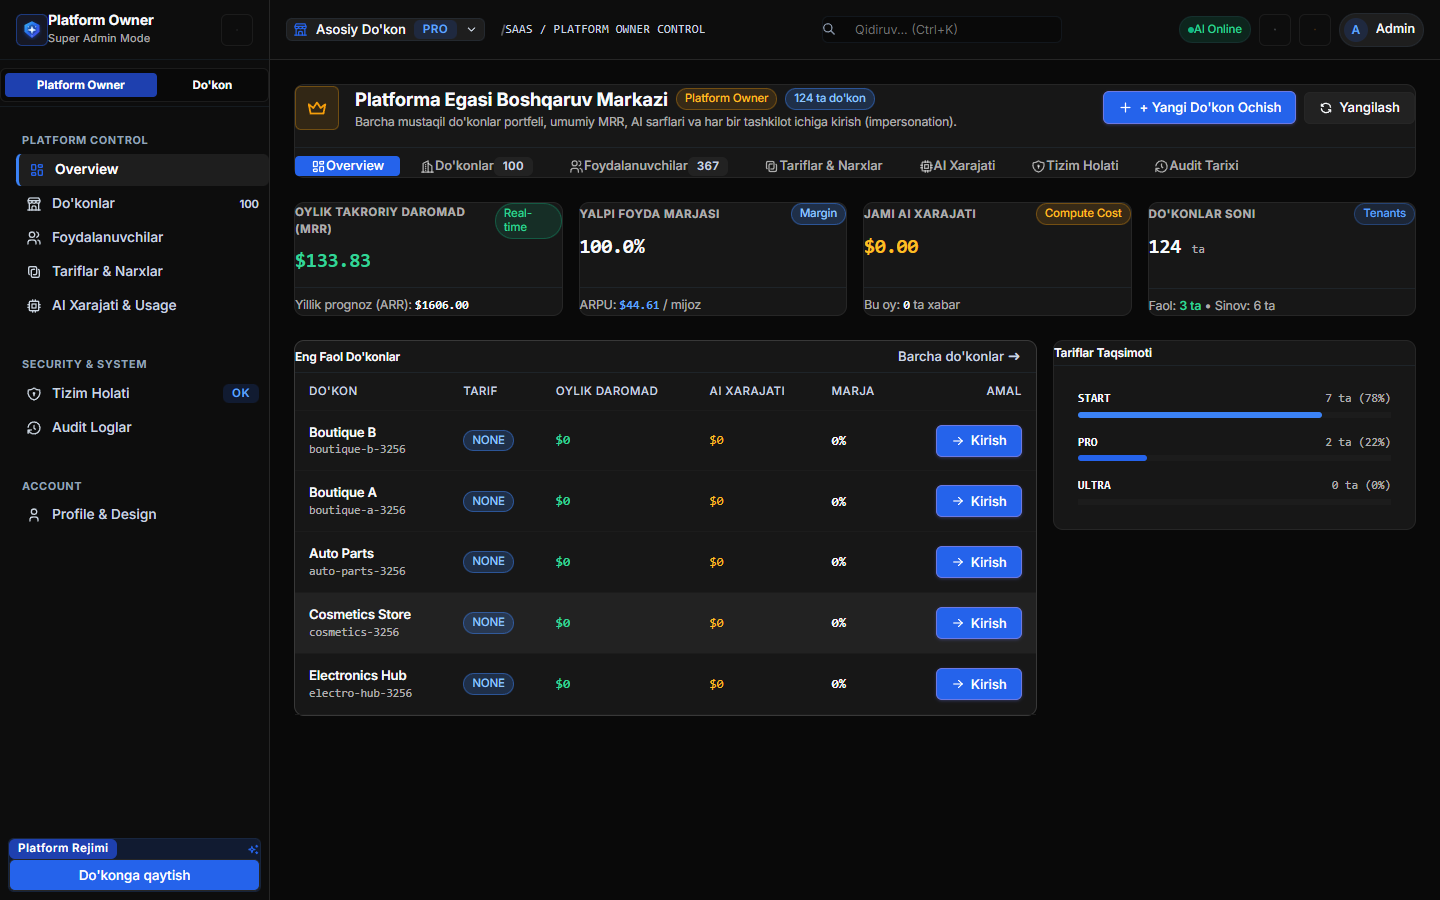 Platform Owner
Super Admin Mode
Platform Owner
Do'kon
PLATFORM CONTROL
Overview
Do'konlar 100
Foydalanuvchilar
Tariflar & Narxlar
AI Xarajati & Usage
SECURITY & SYSTEM
Tizim Holati OK
Audit Loglar
ACCOUNT
Profile & Design
Platform Rejimi
Do'konga qaytish
Asosiy Do'kon PRO
/SAAS / PLATFORM OWNER CONTROL
Qidiruv... (Ctrl+K)
AI Online
A Admin
Platforma Egasi Boshqaruv Markazi Platform Owner 124 ta do'kon
Barcha mustaqil do'konlar portfeli, umumiy MRR, AI sarflari va har bir tashkilot ichiga kirish (impersonation).
+ Yangi Do'kon Ochish
Yangilash
Overview Do'konlar 100 Foydalanuvchilar 367 Tariflar & Narxlar AI Xarajati Tizim Holati Audit Tarixi
OYLIK TAKRORIY DAROMAD
(MRR)
Real-
time
$133.83
Yillik prognoz (ARR): $1606.00
YALPI FOYDA MARJASI Margin
100.0%
ARPU: $44.61 / mijoz
JAMI AI XARAJATI Compute Cost
$0.00
Bu oy: 0 ta xabar
DO'KONLAR SONI Tenants
124 ta
Faol: 3 ta • Sinov: 6 ta
Eng Faol Do'konlar Barcha do'konlar →
DO'KON TARIF OYLIK DAROMAD AI XARAJATI MARJA AMAL
Boutique B
boutique-b-3256
NONE $0 $0 0% → Kirish
Boutique A
boutique-a-3256
NONE $0 $0 0% → Kirish
Auto Parts
auto-parts-3256
NONE $0 $0 0% → Kirish
Cosmetics Store
cosmetics-3256
NONE $0 $0 0% → Kirish
Electronics Hub
electro-hub-3256
NONE $0 $0 0% → Kirish
Tariflar Taqsimoti
START 7 ta (78%)
PRO 2 ta (22%)
ULTRA 0 ta (0%)